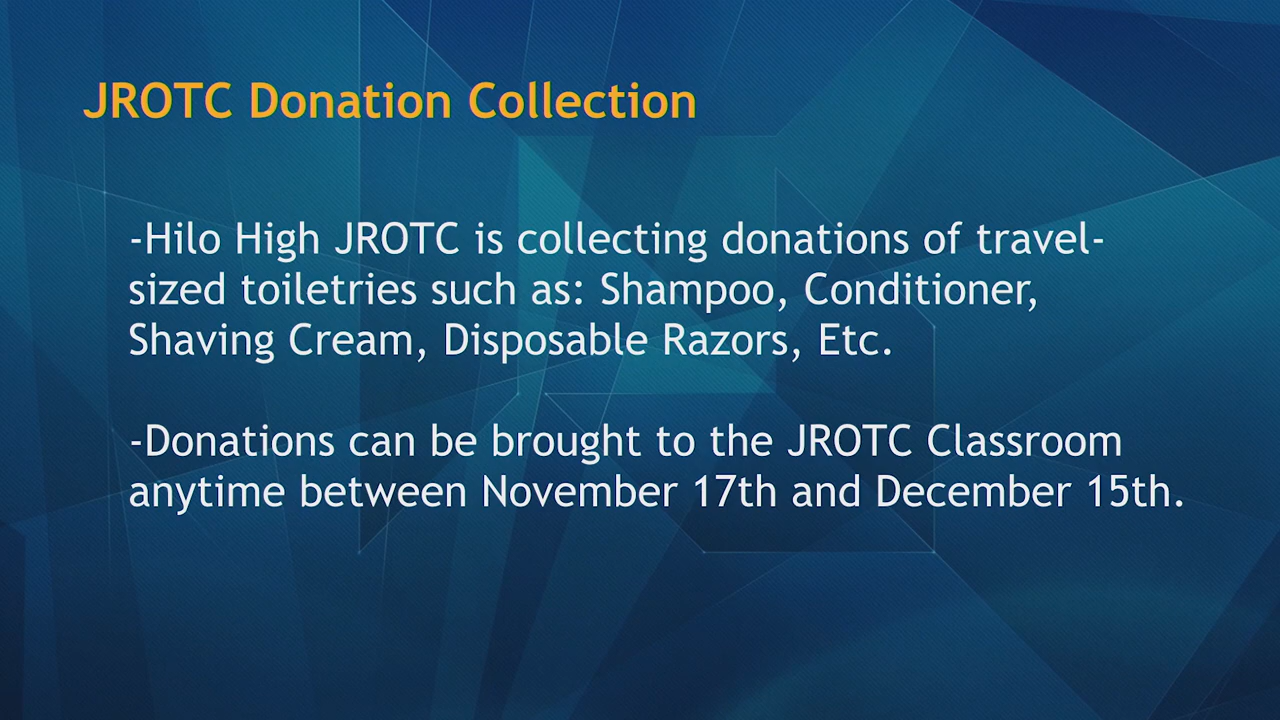 JROTC Donation Collection
-Hilo High JROTC is collecting donations of travel-
sized toiletries such as: Shampoo, Conditioner,
Shaving Cream, Disposable Razors, Etc.
-Donations can be brought to the JROTC Classroom
anytime between November 17th and December 15th.